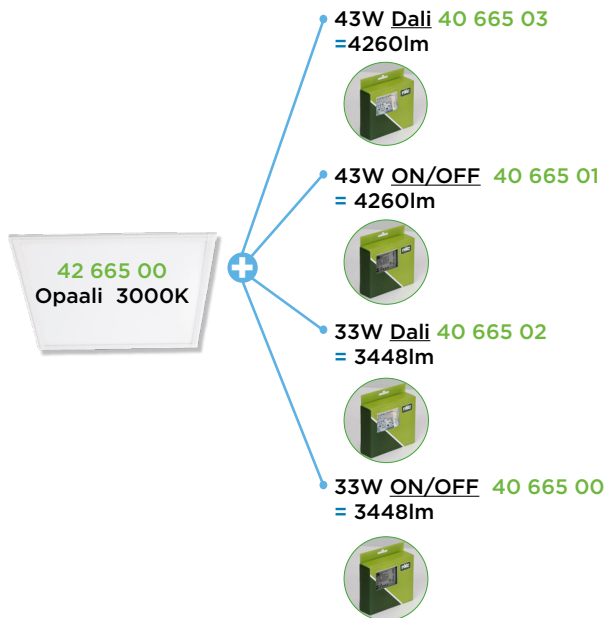 43W Dali 40 665 03
=4260lm
43W ON/OFF 40 665 01
= 4260lm
42 665 00
Opaali 3000K
33W Dali 40 665 02
= 3448lm
33W ON/OFF 40 665 00
= 3448lm